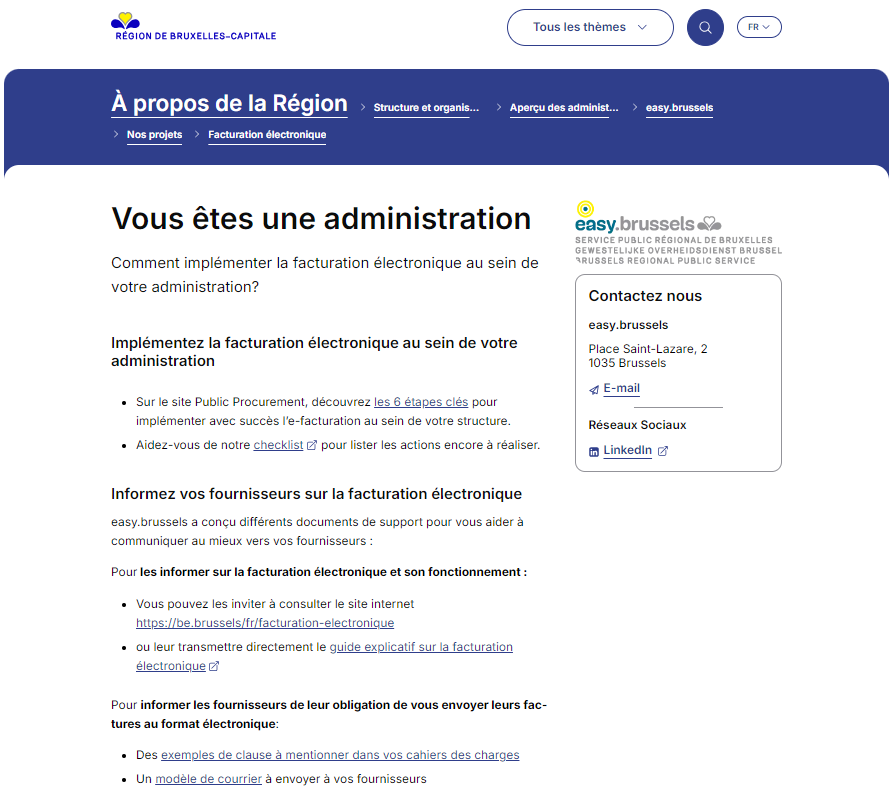 RÉGION DE BRUXELLES-CAPITALE
Tous les thèmes
FR
À propos de la Région
Structure et organis...
Aperçu des administ...
easy.brussels
Nos projets
Facturation électronique
Vous êtes une administration
Comment implémenter la facturation électronique au sein de
votre administration?
Implémentez la facturation électronique au sein de votre
administration
Sur le site Public Procurement, découvrez les 6 étapes clés pour
implémenter avec succès l'e-facturation au sein de votre structure.
Aidez-vous de notre checklist pour lister les actions encore à réaliser.
Informez vos fournisseurs sur la facturation électronique
easy.brussels a conçu différents documents de support pour vous aider à
communiquer au mieux vers vos fournisseurs :
Pour les informer sur la facturation électronique et son fonctionnement :
Vous pouvez les inviter à consulter le site internet
https://be.brussels/fr/facturation-electronique
ou leur transmettre directement le guide explicatif sur la facturation
électronique
Pour informer les fournisseurs de leur obligation de vous envoyer leurs fac-
tures au format électronique:
Des exemples de clause à mentionner dans vos cahiers des charges
Un modèle de courrier à envoyer à vos fournisseurs
easy.brussels
SERVICE PUBLIC RÉGIONAL DE BRUXELLES
GEWESTELIJKE OVERHEIDSDIENST BRUSSEL
BRUSSELS REGIONAL PUBLIC SERVICE
Contactez nous
easy.brussels
Place Saint-Lazare, 2
1035 Brussels
E-mail
Réseaux Sociaux
LinkedIn